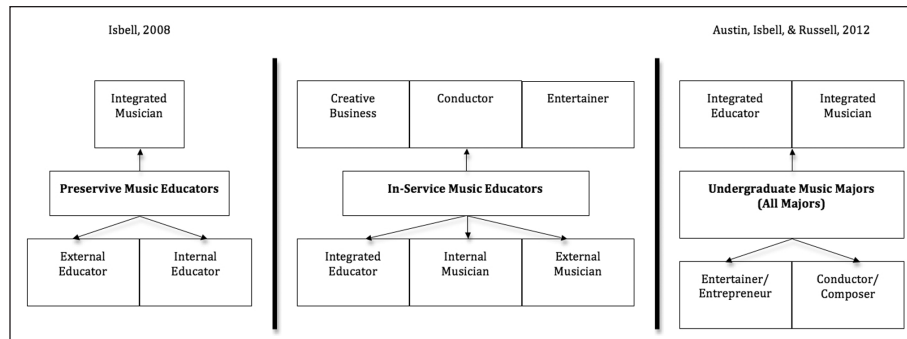 Isbell, 2008
Austin, Isbell, & Russell, 2012
Integrated
Musician
Creative
Business
Conductor
Entertainer
Integrated
Educator
Integrated
Musician
Preservive Music Educators
In-Service Music Educators
Undergraduate Music Majors
(All Majors)
External
Educator
Internal
Educator
Integrated
Educator
Internal
Musician
External
Musician
Entertainer/
Entrepreneur
Conductor/
Composer